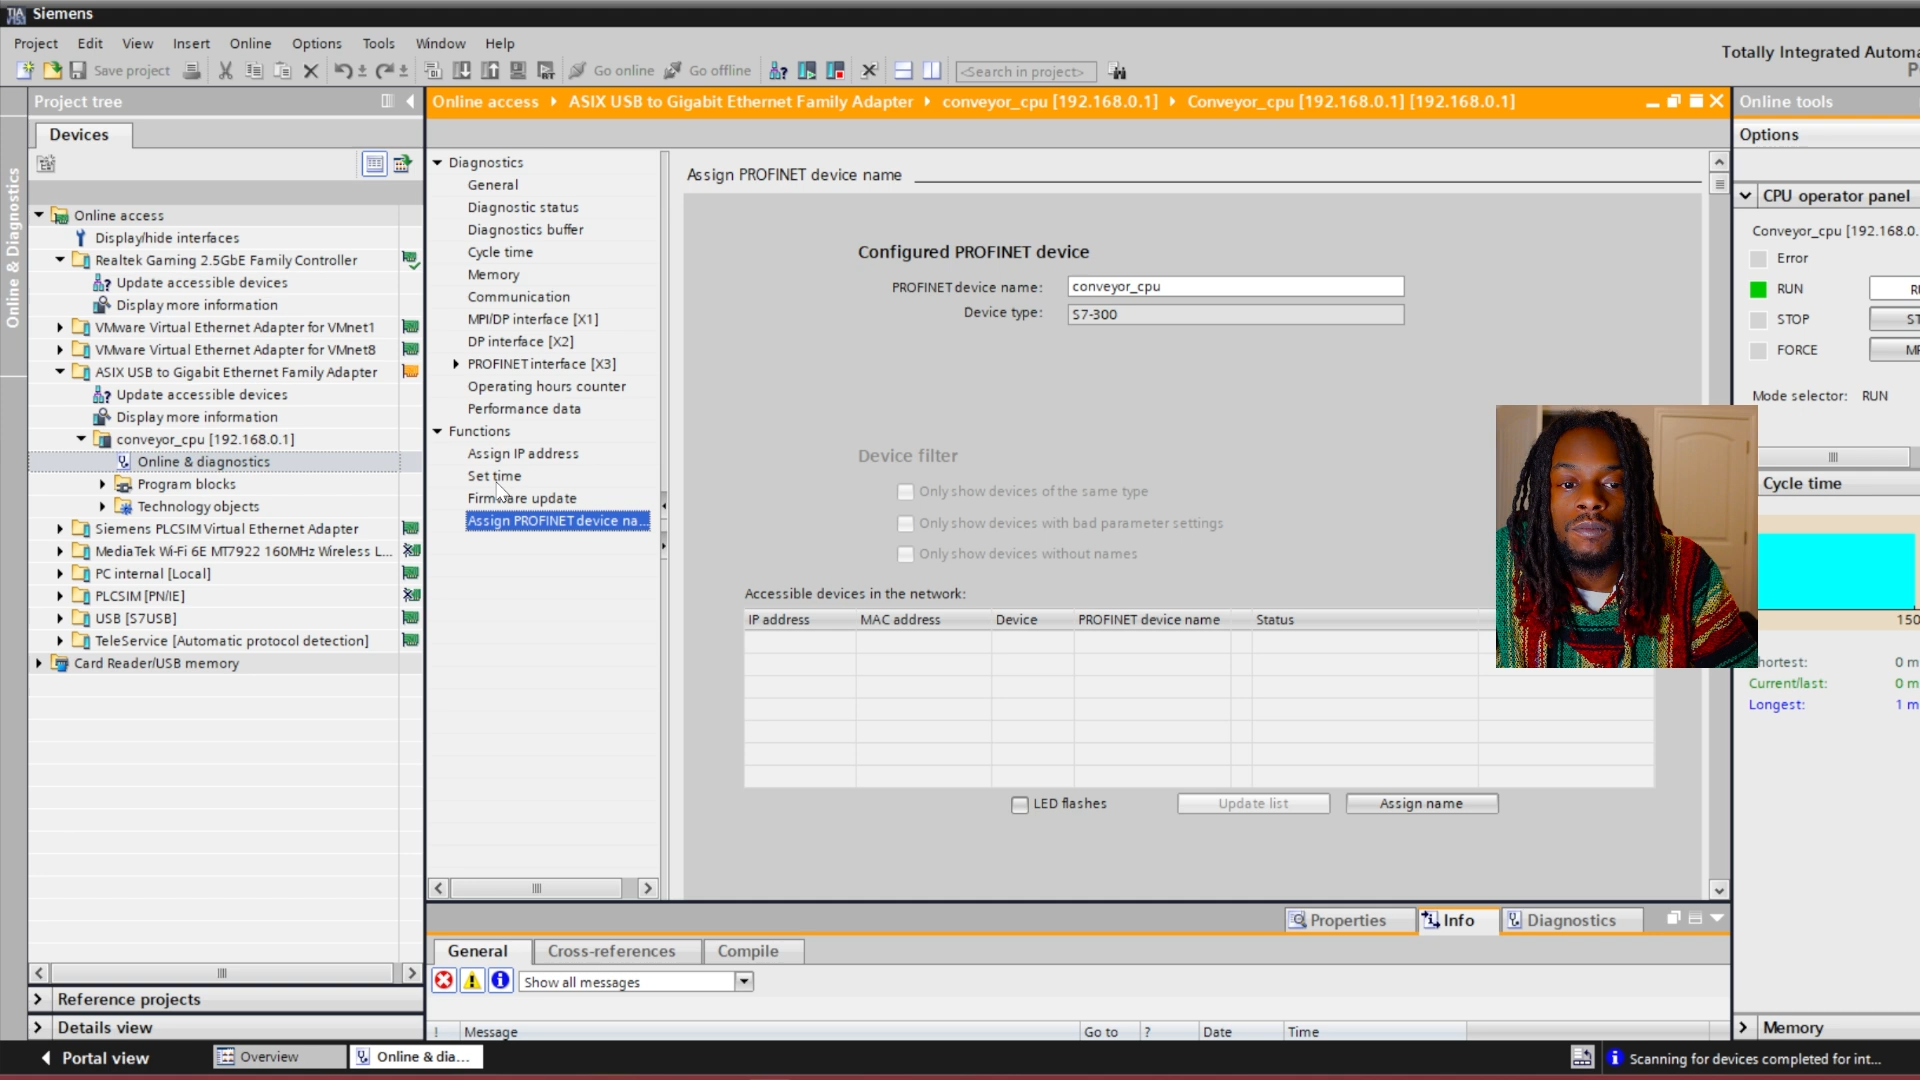 Siemens
Project Edit View Insert Online Options Tools Window Help
Totally Integrated Automa
Save project Go online Go offline <Search in project>
P
Project tree
Online access ASIX USB to Gigabit Ethernet Family Adapter conveyor_cpu [192.168.0.1] Conveyor_cpu [192.168.0.1] [192.168.0.1]
Online tools
Devices
Options
Online & Diagnostics
Online access
Display/hide interfaces
Realtek Gaming 2.5GbE Family Controller
Update accessible devices
Display more information
VMware Virtual Ethernet Adapter for VMnet1
VMware Virtual Ethernet Adapter for VMnet8
ASIX USB to Gigabit Ethernet Family Adapter
Update accessible devices
Display more information
conveyor_cpu [192.168.0.1]
Online & diagnostics
Program blocks
Technology objects
Siemens PLCSIM Virtual Ethernet Adapter
MediaTek Wi-Fi 6E MT7922 160MHz Wireless L...
PC internal [Local]
PLCSIM [PN/IE]
USB [S7USB]
TeleService [Automatic protocol detection]
Card Reader/USB memory
Reference projects
Details view
Diagnostics
General
Diagnostic status
Diagnostics buffer
Cycle time
Memory
Communication
MPI/DP interface [X1]
DP interface [X2]
PROFINET interface [X3]
Operating hours counter
Performance data
Functions
Assign IP address
Set time
Firmware update
Assign PROFINET device na...
Assign PROFINET device name
Configured PROFINET device
PROFINET device name: conveyor_cpu
Device type: S7-300
Device filter
Only show devices of the same type
Only show devices with bad parameter settings
Only show devices without names
Accessible devices in the network:
IP address MAC address Device PROFINET device name Status
LED flashes Update list Assign name
CPU operator panel
Conveyor_cpu [192.168.0.
Error
RUN RU
STOP ST
FORCE MR
Mode selector: RUN
Cycle time
150
hortest: 0 m
Current/last: 0 m
Longest: 1 m
Memory
Properties Info Diagnostics
General Cross-references Compile
Show all messages
! Message Go to ? Date Time
Portal view Overview Online & dia...
Scanning for devices completed for int...